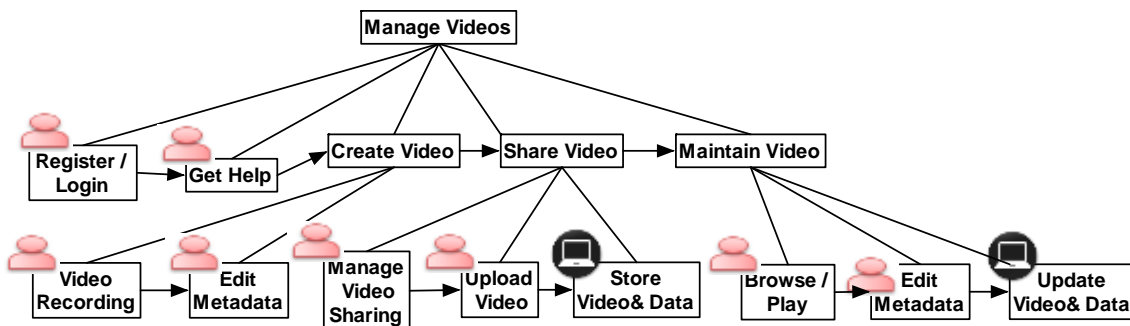 Manage Videos
Register /
Login
Get Help
Create Video
Share Video
Maintain Video
Video
Recording
Edit
Metadata
Manage
Video
Sharing
Upload
Video
Store
Video& Data
Browse /
Play
Edit
Metadata
Update
Video& Data